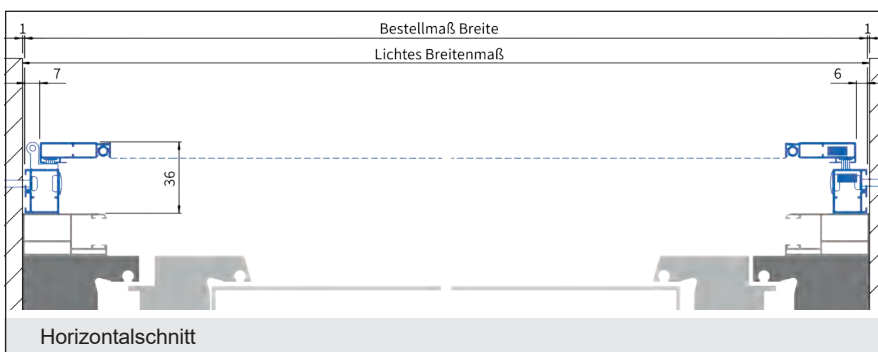 1 Bestellmaß Breite 1
Lichtes Breitenmaß
7 6
36
Horizontalschnitt